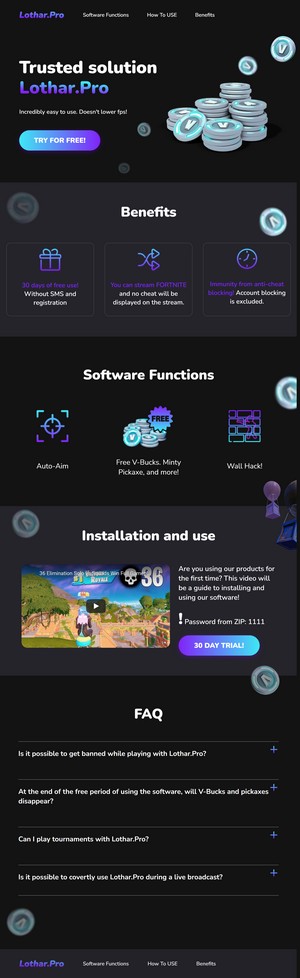 Lothar.Pro Software Functions How To USE Benefits
Trusted solution
Lothar.Pro
Incredibly easy to use. Doesn't lower fps!
TRY FOR FREE!
Benefits
30 days of free use!
Without SMS and
registration
You can stream FORTNITE
and no cheat will be
displayed on the stream.
Immunity from anti-cheat
blocking! Account blocking
is excluded.
Software Functions
FREE
Auto-Aim
Free V-Bucks, Minty
Pickaxe, and more!
Wall Hack!
Installation and use
36 Elimination Solo
#3 Royale
36
Are you using our products for
the first time? This video will
be a guide to installing and
using our software!
! Password from ZIP: 1111
30 DAY TRIAL!
FAQ
Is it possible to get banned while playing with Lothar.Pro? +
At the end of the free period of using the software, will V-Bucks and pickaxes +
disappear?
Can I play tournaments with Lothar.Pro? +
Is it possible to covertly use Lothar.Pro during a live broadcast? +
Lothar.Pro Software Functions How To USE Benefits